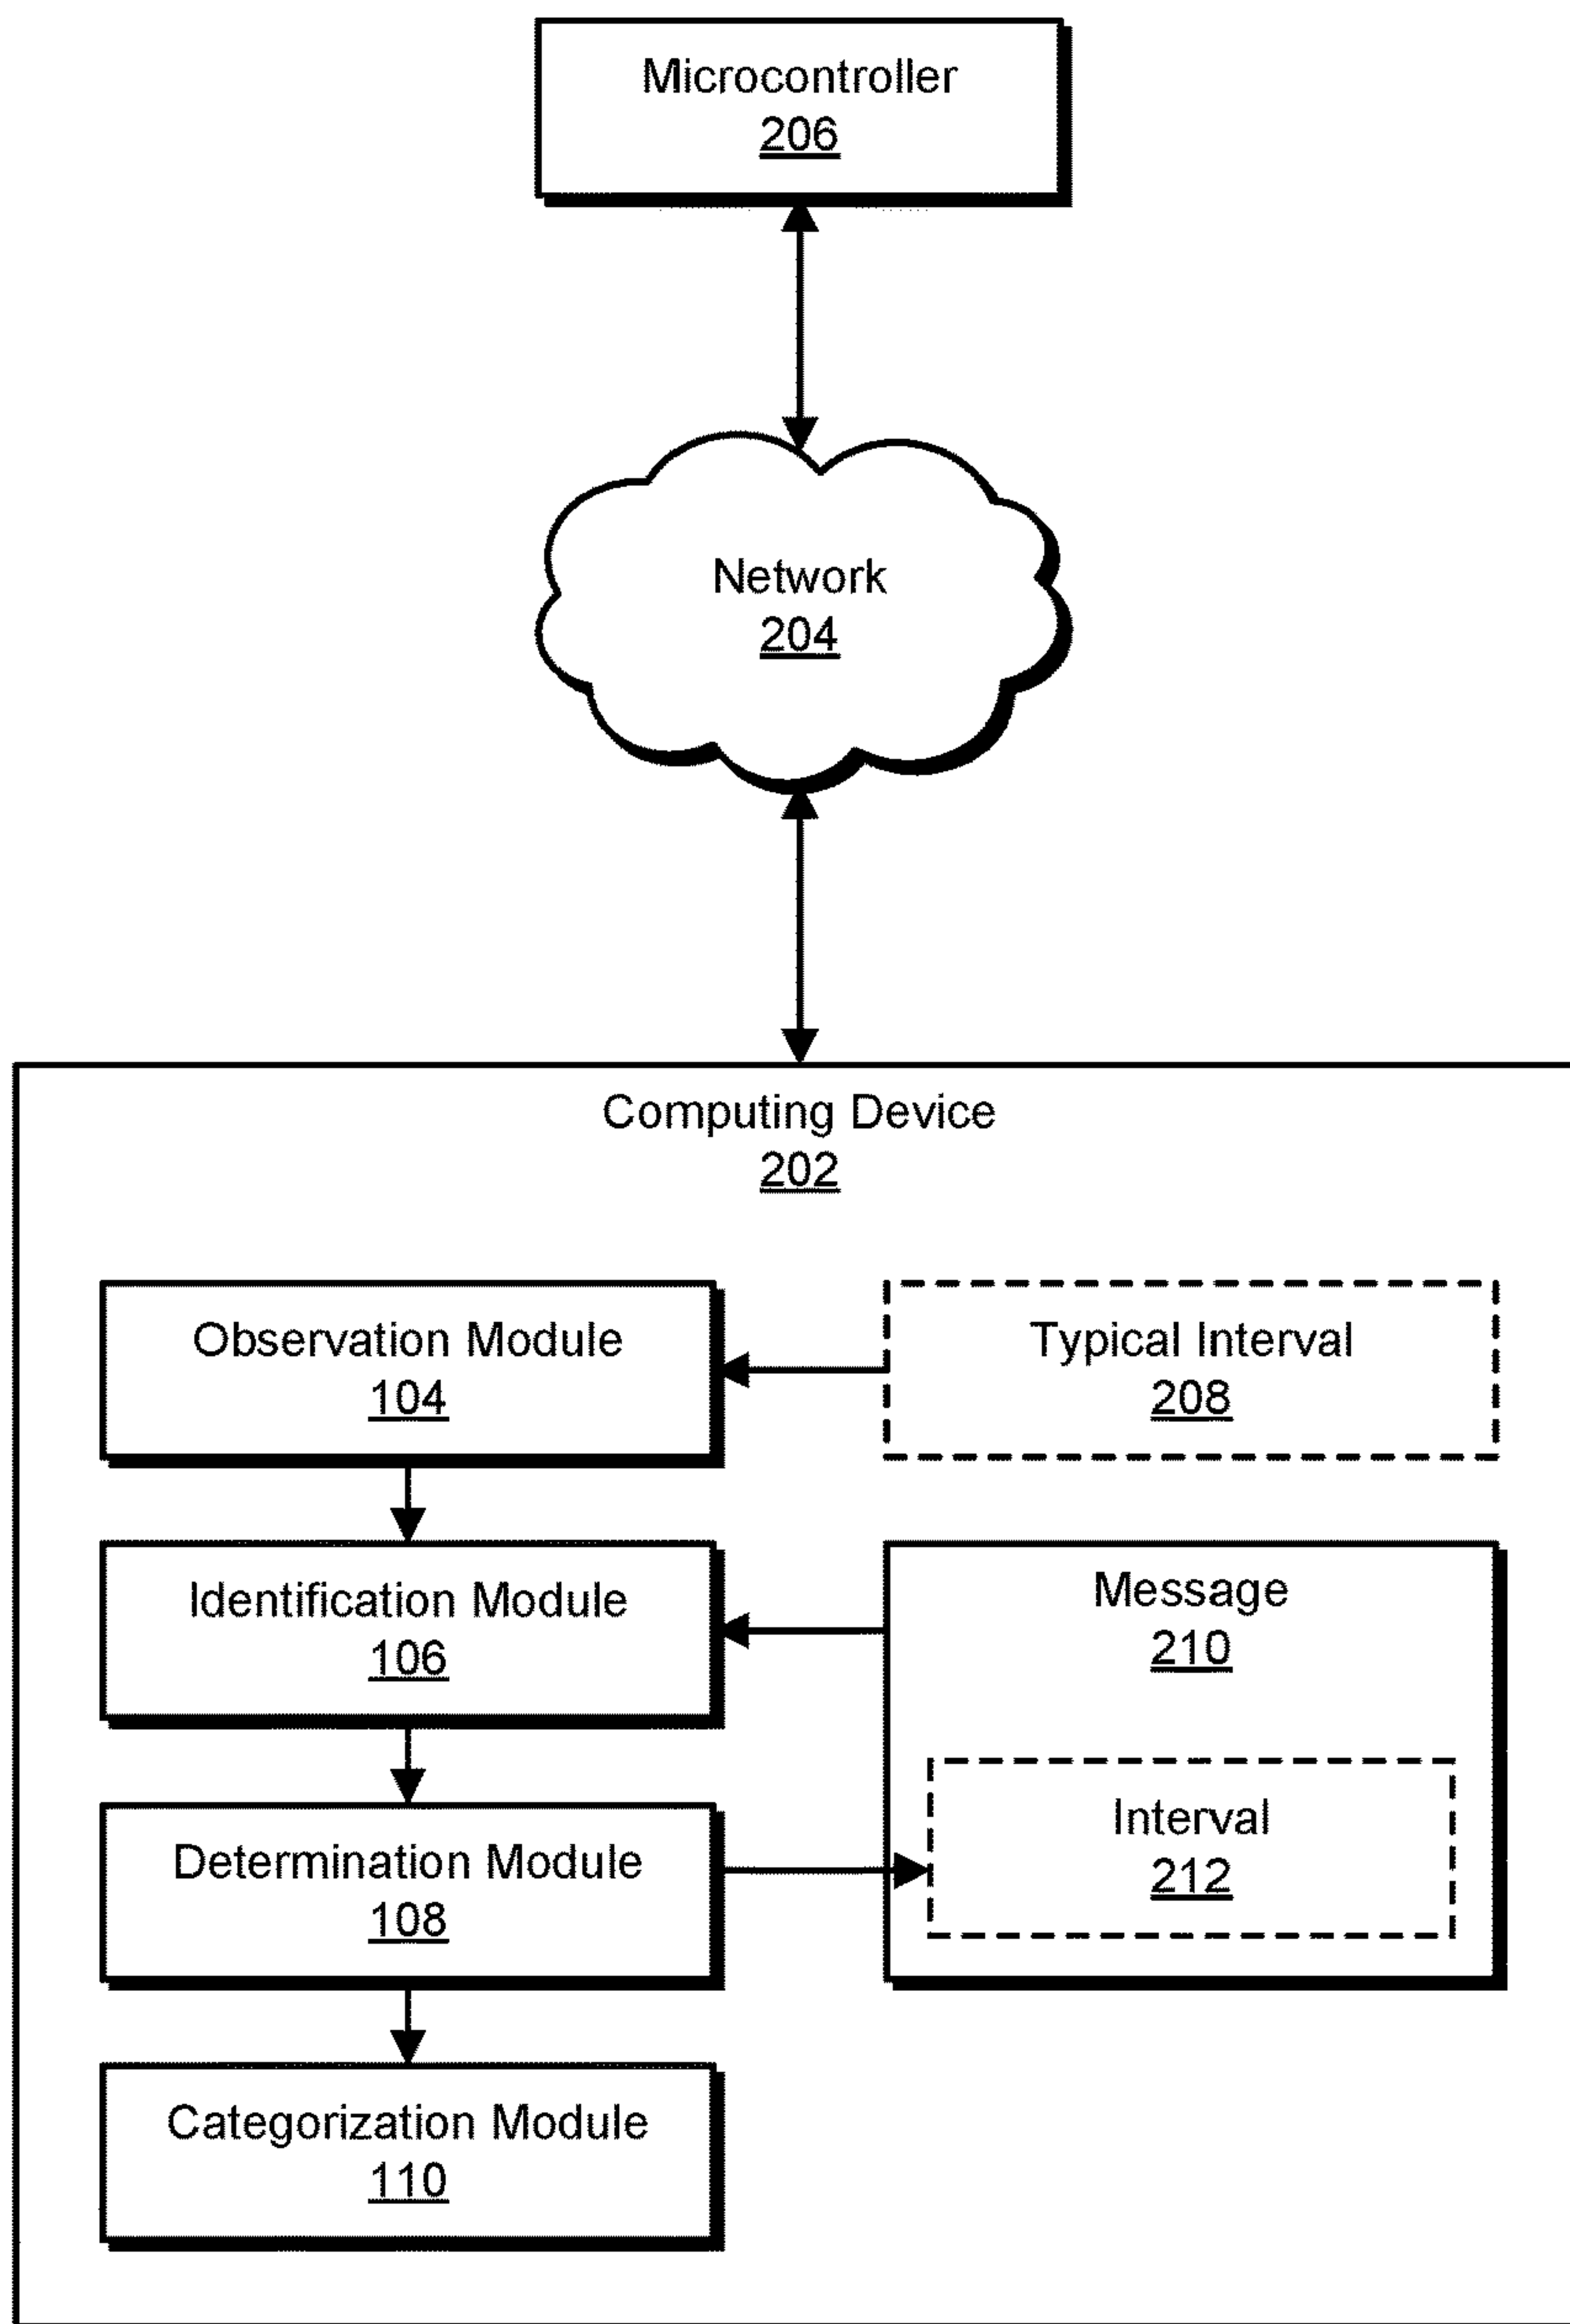 Microcontroller
206
Network
204
Computing Device
202
Observation Module
104
Typical Interval
208
Identification Module
106
Message
210
Determination Module
108
Interval
212
Categorization Module
110